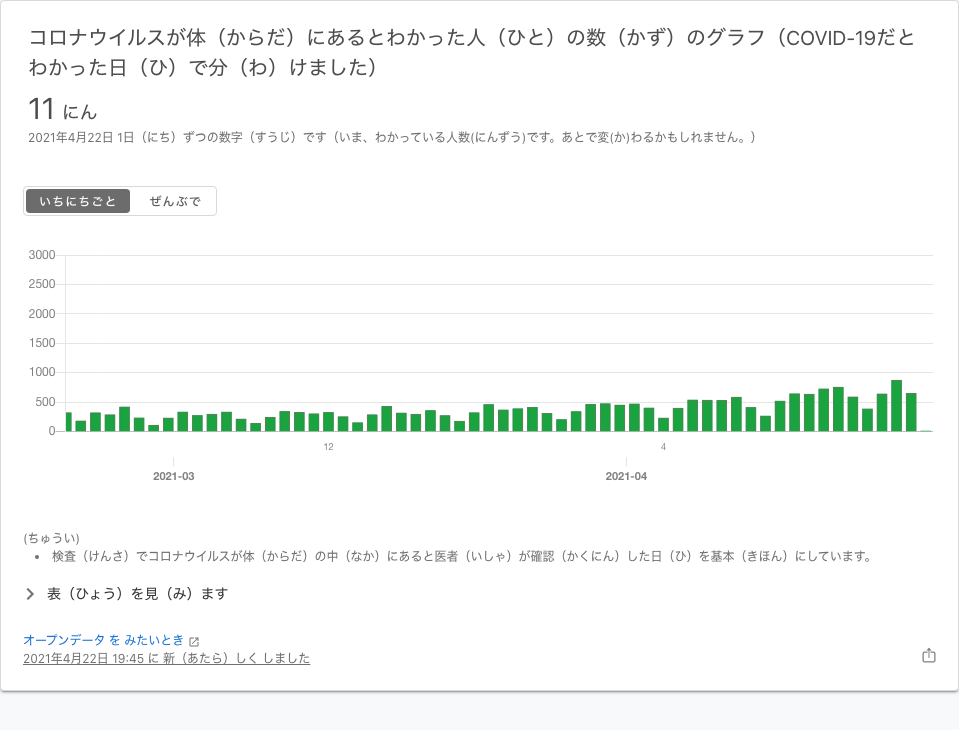 コロナウイルスが体（からだ）にあるとわかった人（ひと）の数（かず）のグラフ（COVID-19だと
わかった日（ひ）で分（わ）けました）
11 にん
2021年4月22日 1日（にち）ずつの数字（すうじ）です（いま、わかっている人数(にんずう)です。あとで変(か)わるかもしれません。）
いちにちごと ぜんぶで
3000
2500
2000
1500
1000
500
0
12 4
2021-03 2021-04
(ちゅうい)
• 検査（けんさ）でコロナウイルスが体（からだ）の中（なか）にあると医者（いしゃ）が確認（かくにん）した日（ひ）を基本（きほん）にしています。
表（ひょう）を見（み）ます
オープンデータ を みたいとき
2021年4月22日 19:45 に 新（あたら）しく しました